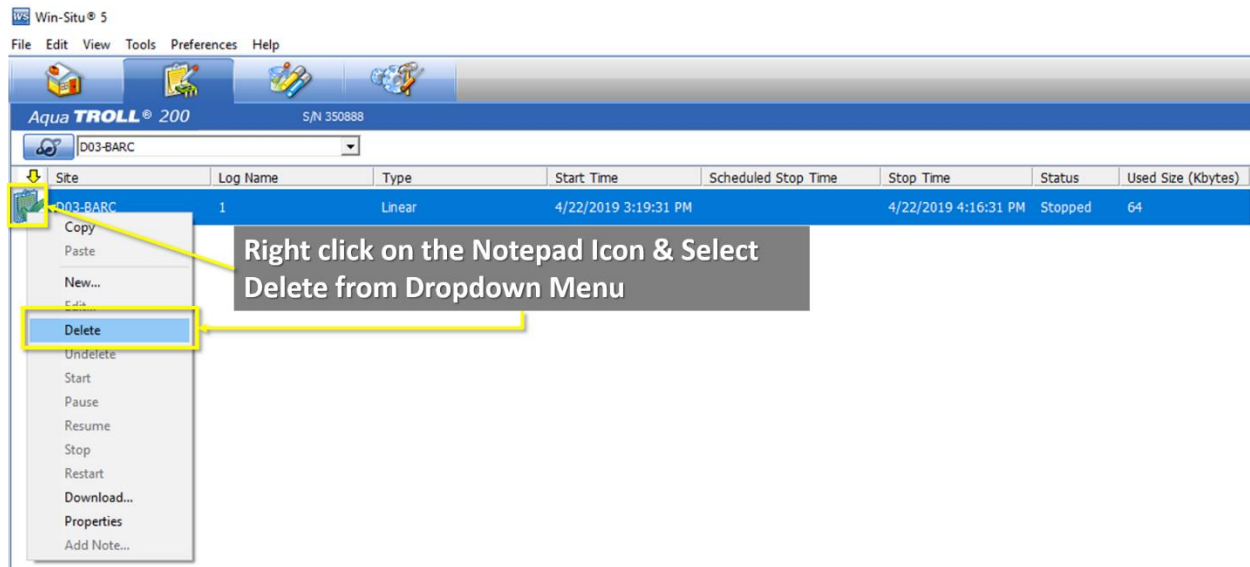 Win-Situ® 5
File Edit View Tools Preferences Help
Aqua TROLL® 200 S/N 350888
D03-BARC
Site Log Name Type Start Time Scheduled Stop Time Stop Time Status Used Size (Kbytes)
D03-BARC 1 Linear 4/22/2019 3:19:31 PM 4/22/2019 4:16:31 PM Stopped 64
Copy
Paste
New...
Edit...
Delete
Undelete
Start
Pause
Resume
Stop
Restart
Download...
Properties
Add Note...
Right click on the Notepad Icon & Select
Delete from Dropdown Menu